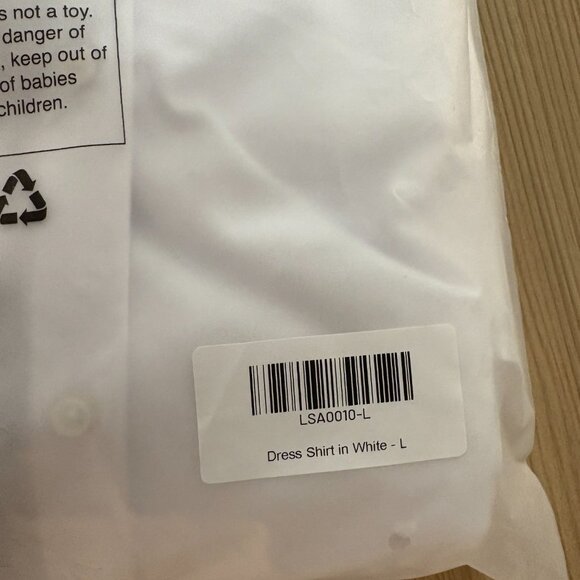 s not a toy.
danger of
, keep out of
of babies
children.
LSA0010-L
Dress Shirt in White - L